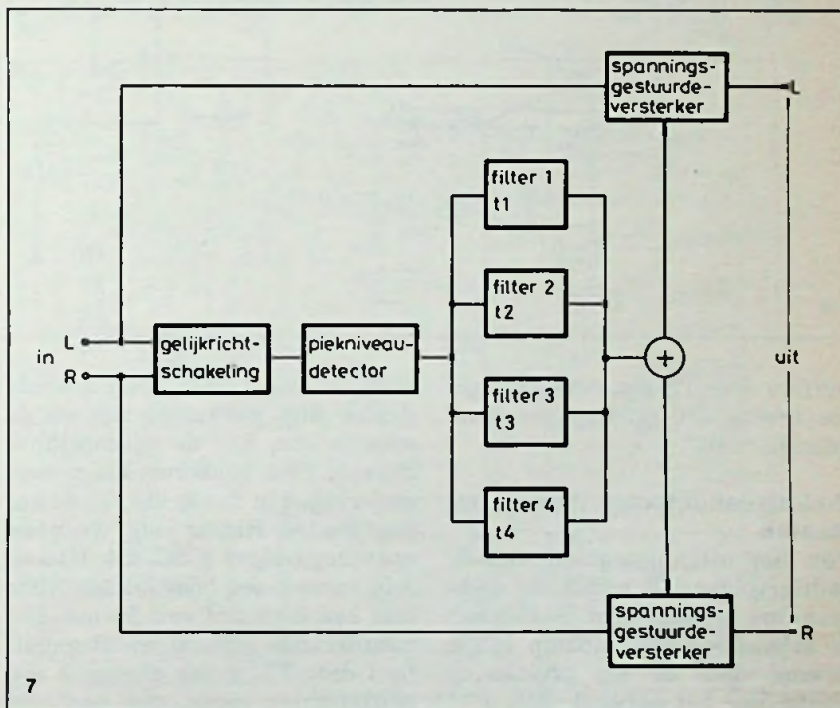 spannings-
gestuurde-
versterker
L
filter 1
t1
filter 2
t2
in
L
R
gelijkricht-
schakeling
piekniveau-
detector
+
uit
filter 3
t3
filter 4
t4
spannings-
gestuurde-
versterker
R
7